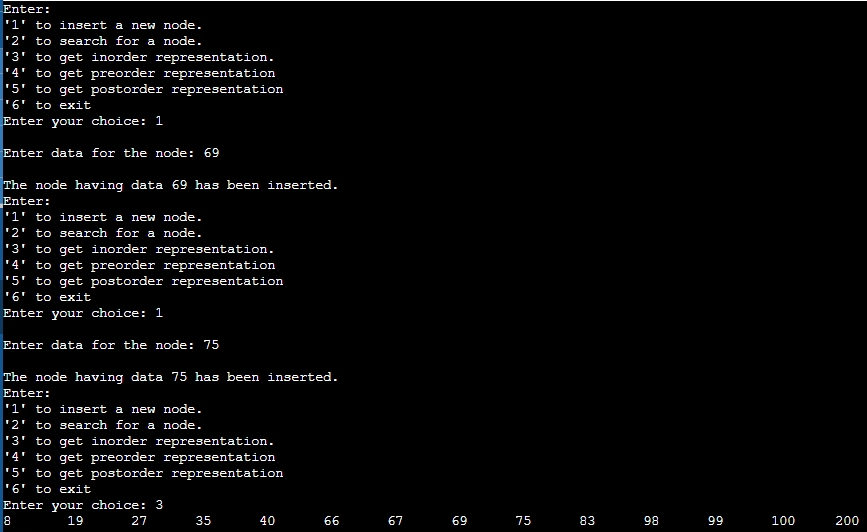 Enter:
'1' to insert a new node.
'2' to search for a node.
'3' to get inorder representation.
'4' to get preorder representation
'5' to get postorder representation
'6' to exit
Enter your choice: 1
Enter data for the node: 69
The node having data 69 has been inserted.
Enter:
'1' to insert a new node.
'2' to search for a node.
'3' to get inorder representation.
'4' to get preorder representation
'5' to get postorder representation
'6' to exit
Enter your choice: 1
Enter data for the node: 75
The node having data 75 has been inserted.
Enter:
'1' to insert a new node.
'2' to search for a node.
'3' to get inorder representation.
'4' to get preorder representation
'5' to get postorder representation
'6' to exit
Enter your choice: 3
8 19 27 35 40 66 67 69 75 83 98 99 100 200